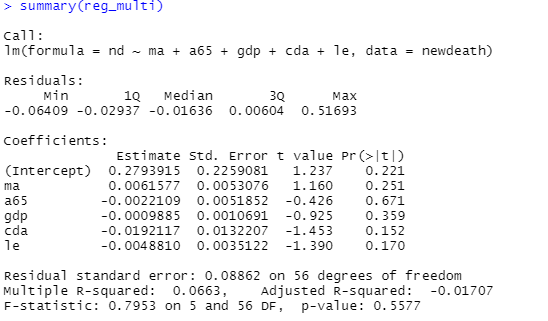 > summary(reg_multi)
Call:
lm(formula = nd ~ ma + a65 + gdp + cda + le, data = newdeath)
Residuals:
Min 1Q Median 3Q Max
-0.06409 -0.02937 -0.01636 0.00604 0.51693
Coefficients:
Estimate Std. Error t value Pr(>|t|)
(Intercept) 0.2793915 0.2259081 1.237 0.221
ma 0.0061577 0.0053076 1.160 0.251
a65 -0.0022109 0.0051852 -0.426 0.671
gdp -0.0009885 0.0010691 -0.925 0.359
cda -0.0192117 0.0132207 -1.453 0.152
le -0.0048810 0.0035122 -1.390 0.170
Residual standard error: 0.08862 on 56 degrees of freedom
Multiple R-squared: 0.0663, Adjusted R-squared: -0.01707
F-statistic: 0.7953 on 5 and 56 DF, p-value: 0.5577